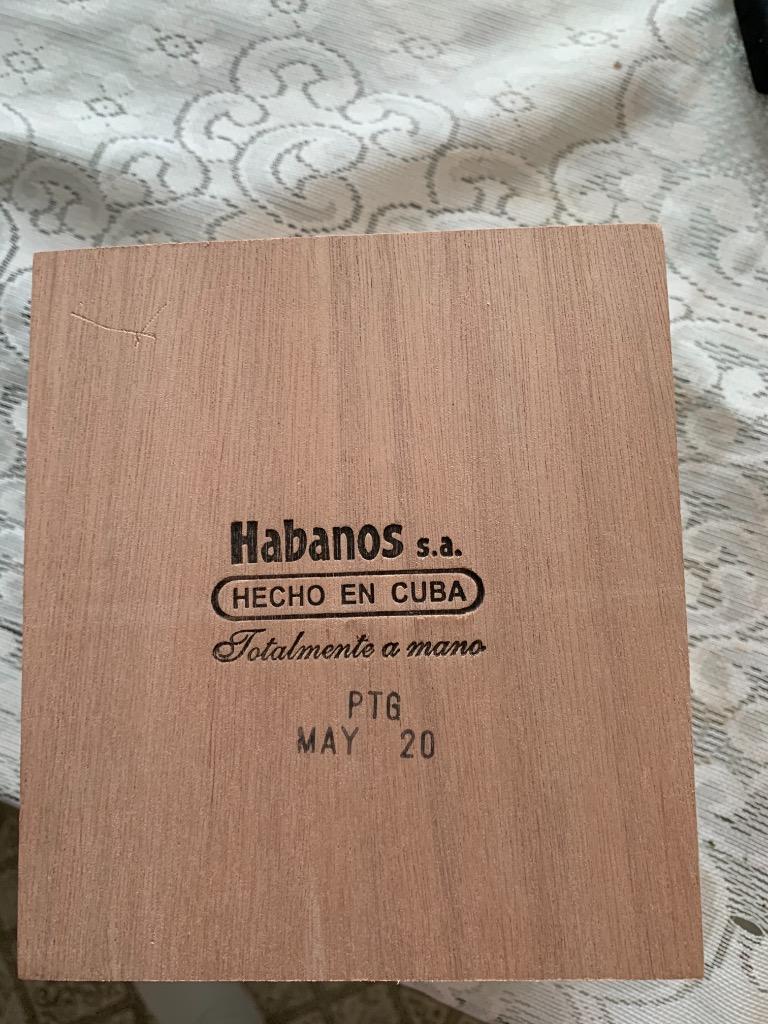 Habanos s.a.
HECHO EN CUBA
Totalmente a mano
PTG
MAY 20